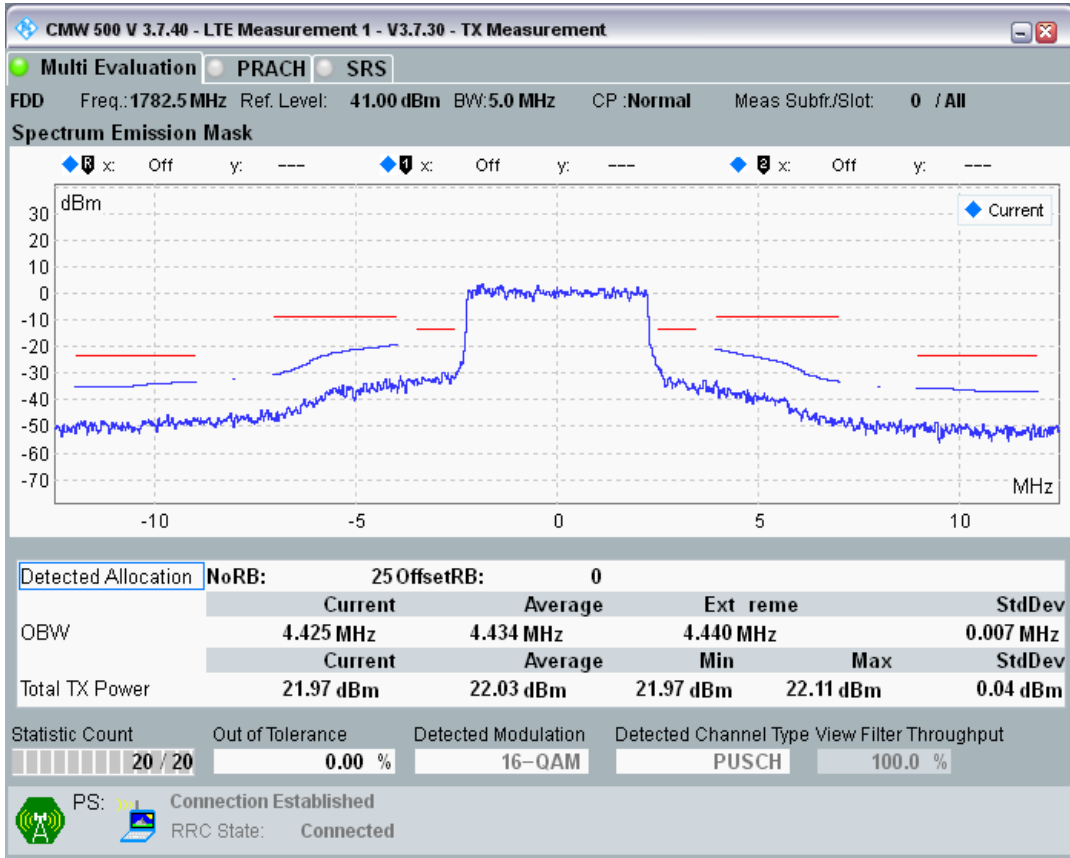 CMW 500 V 3.7.40 - LTE Measurement 1 - V3.7.30 - TX Measurement
Multi Evaluation PRACH SRS
FDD Freq.:1782.5 MHz Ref. Level: 41.00 dBm BW:5.0 MHz CP :Normal Meas Subfr./Slot: 0 / All
Spectrum Emission Mask
R x: Off y: --- 1 x: Off y: --- 2 x: Off y: ---
dBm
Current
30
20
10
0
-10
-20
-30
-40
-50
-60
-70
MHz
-10 -5 0 5 10
Detected Allocation NoRB: 25 OffsetRB: 0
Current Average Ext reme StdDev
OBW 4.425 MHz 4.434 MHz 4.440 MHz 0.007 MHz
Current Average Min Max StdDev
Total TX Power 21.97 dBm 22.03 dBm 21.97 dBm 22.11 dBm 0.04 dBm
Statistic Count Out of Tolerance Detected Modulation Detected Channel Type View Filter Throughput
20 / 20 0.00 % 16-QAM PUSCH 100.0 %
PS: Connection Established
RRC State: Connected